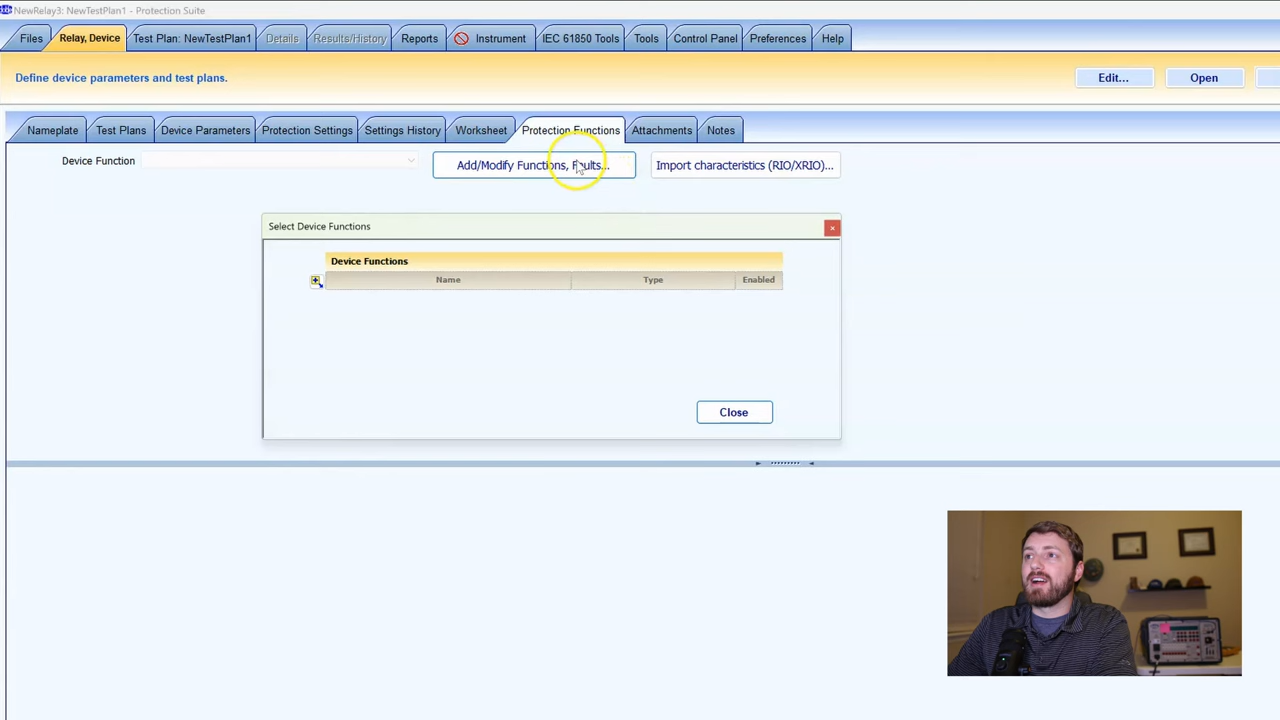 NewRelay3: NewTestPlan1 - Protection Suite
Files Relay, Device Test Plan: NewTestPlan1 Details Results/History Reports Instrument IEC 61850 Tools Tools Control Panel Preferences Help
Define device parameters and test plans. Edit... Open
Nameplate Test Plans Device Parameters Protection Settings Settings History Worksheet Protection Functions Attachments Notes
Device Function Add/Modify Functions, Faults... Import characteristics (RIO/XRIO)...
Select Device Functions
Device Functions
Name Type Enabled
Close